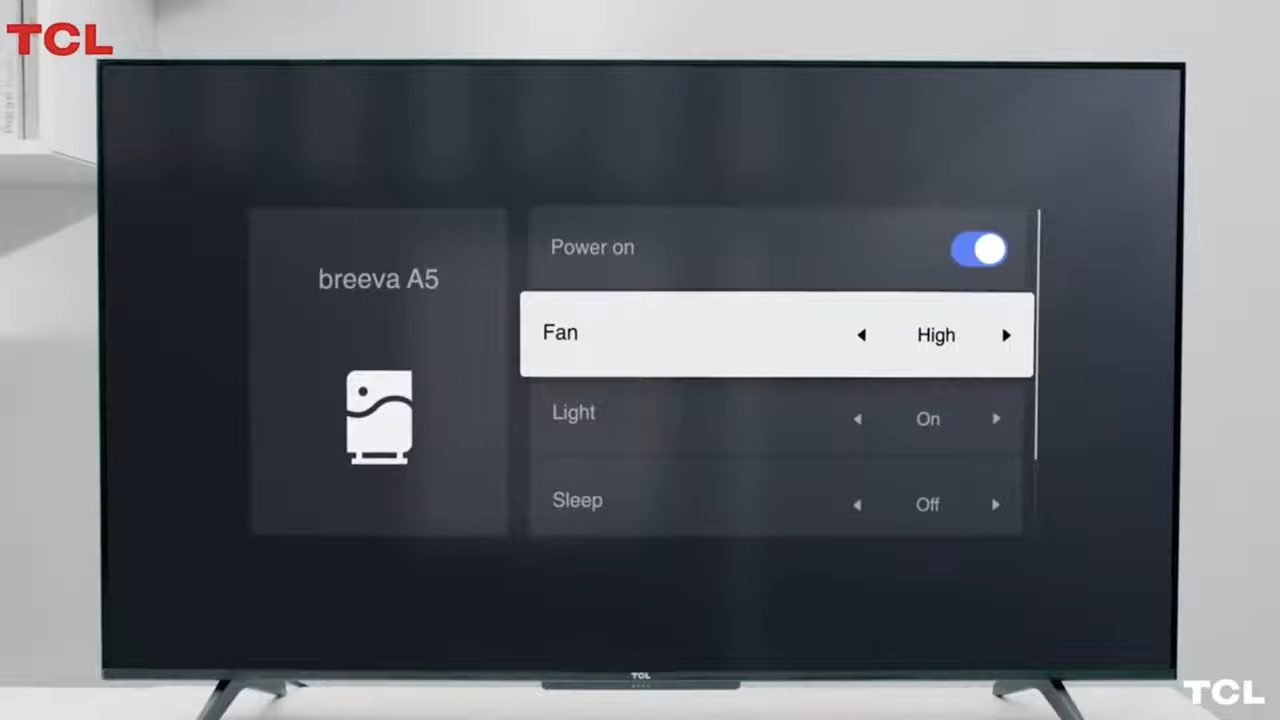 TCL
breeva A5
Power on
Fan High
Light On
Sleep Off
TCL
TCL